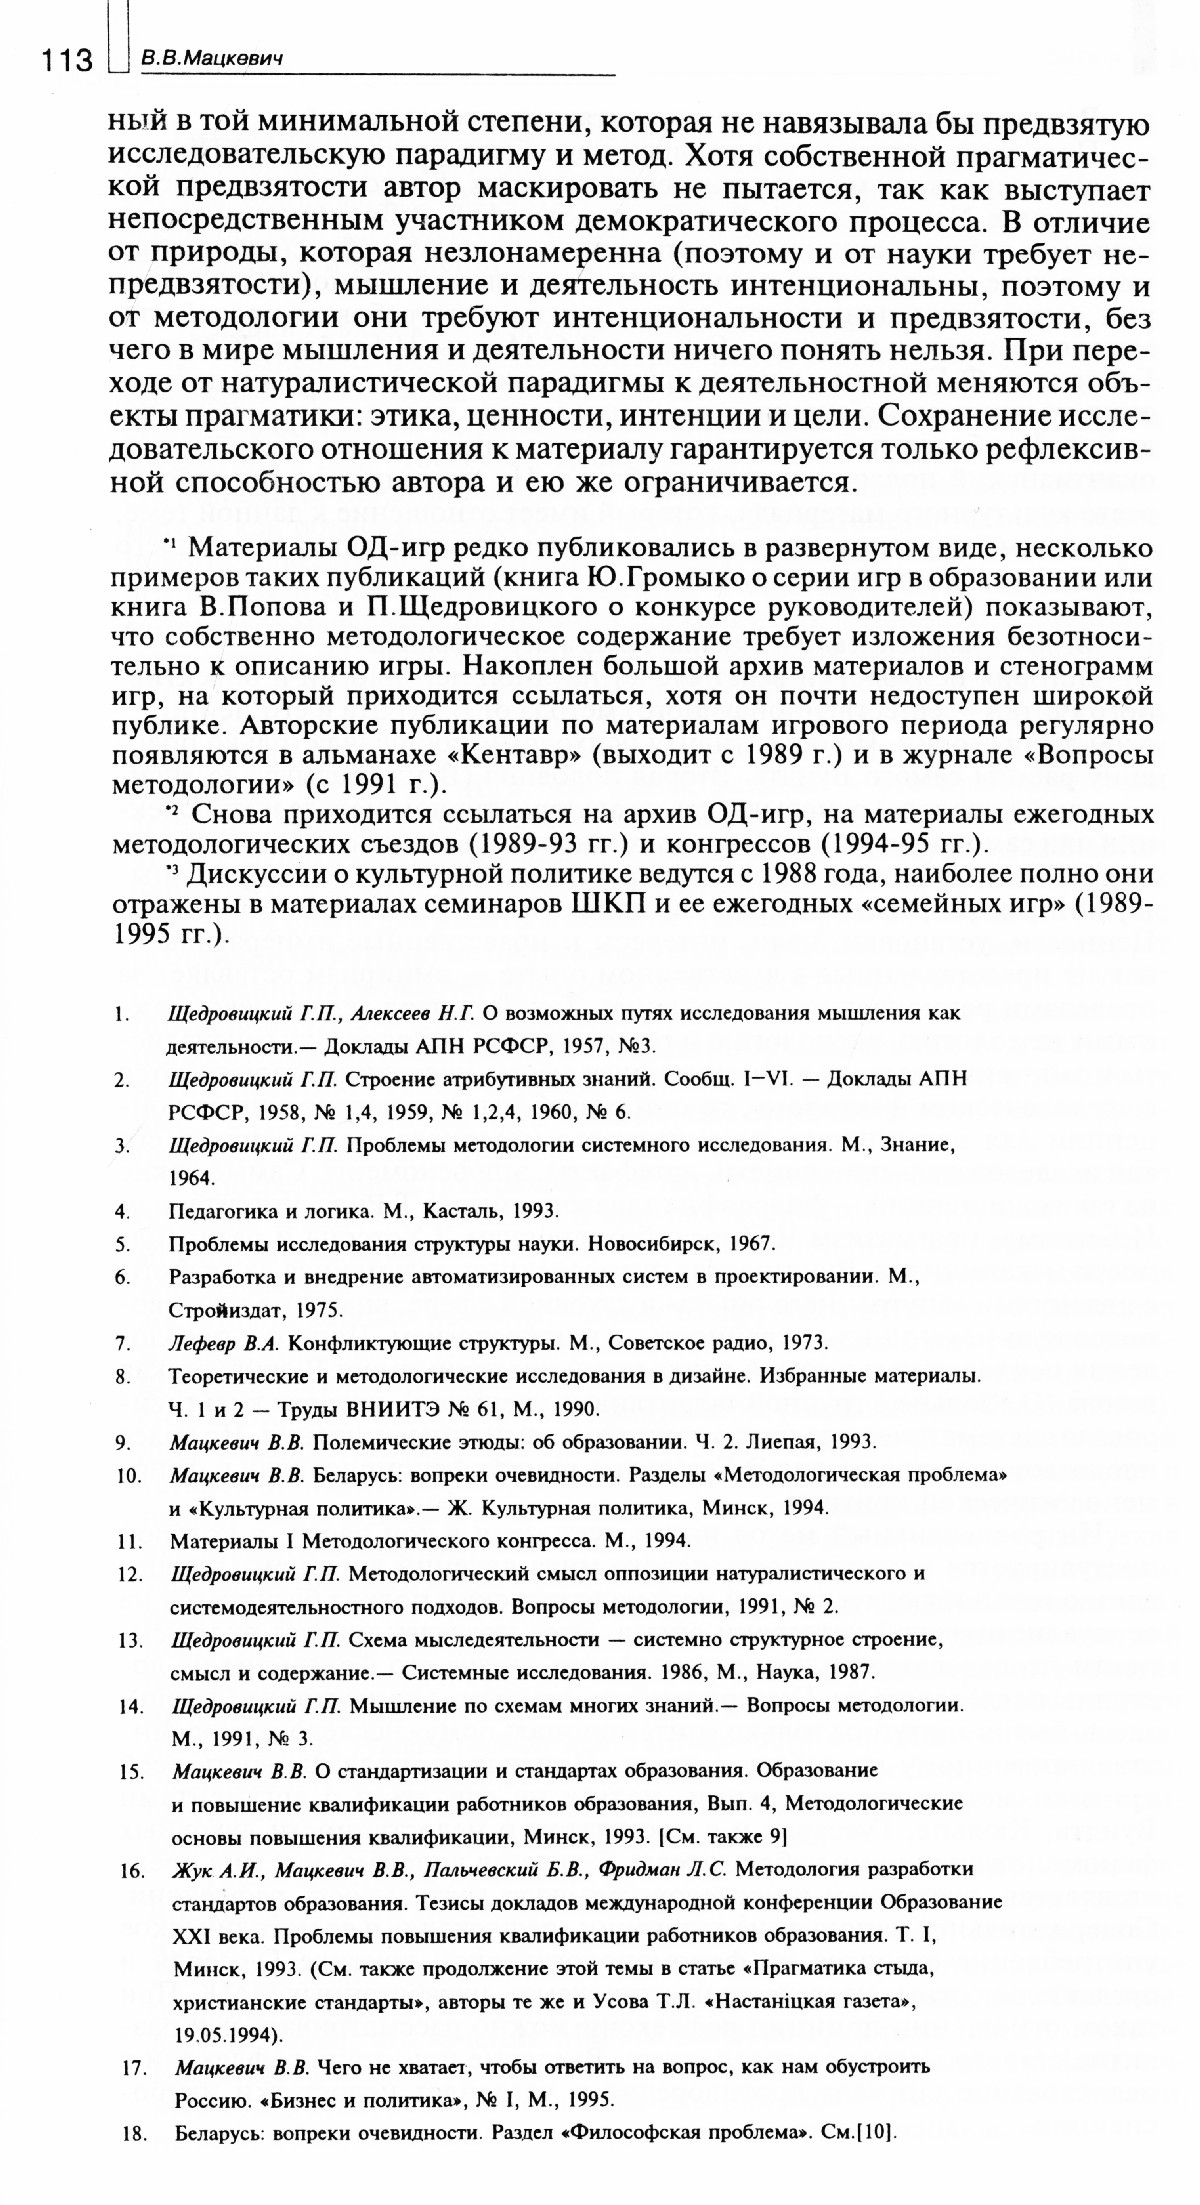 113
В.В.Мацкевич
ный в той минимальной степени, которая не навязывала бы предвзятую
исследовательскую парадигму и метод. Хотя собственной прагматичес-
кой предвзятости автор маскировать не пытается, так как выступает
непосредственным участником демократического процесса. В отличие
от природы, которая незлонамеренна (поэтому и от науки требует не-
предвзятости), мышление и деятельность интенциональны, поэтому и
от методологии они требуют интенциональности и предвзятости, без
чего в мире мышления и деятельности ничего понять нельзя. При пере-
ходе от натуралистической парадигмы к деятельностной меняются объ-
екты прагматики: этика, ценности, интенции и цели. Сохранение иссле-
довательского отношения к материалу гарантируется только рефлексив-
ной способностью автора и ею же ограничивается.
*1 Материалы ОД-игр редко публиковались в развернутом виде, несколько
примеров таких публикаций (книга Ю.Громыко о серии игр в образовании или
книга В.Попова и П.Щедровицкого о конкурсе руководителей) показывают,
что собственно методологическое содержание требует изложения безотноси-
тельно к описанию игры. Накоплен большой архив материалов и стенограмм
игр, на который приходится ссылаться, хотя он почти недоступен широкой
публике. Авторские публикации по материалам игрового периода регулярно
появляются в альманахе «Кентавр» (выходит с 1989 г.) и в журнале «Вопросы
методологии» (с 1991 г.).
*2 Снова приходится ссылаться на архив ОД-игр, на материалы ежегодных
методологических съездов (1989-93 гг.) и конгрессов (1994-95 гг.).
*3 Дискуссии о культурной политике ведутся с 1988 года, наиболее полно они
отражены в материалах семинаров ШКП и ее ежегодных «семейных игр» (1989-
1995 гг.).
1. Щедровицкий Г.П., Алексеев Н.Г. О возможных путях исследования мышления как
деятельности.— Доклады АПН РСФСР, 1957, №3.
2. Щедровицкий Г.П. Строение атрибутивных знаний. Сообщ. I—VI. — Доклады АПН
РСФСР, 1958, № 1,4, 1959, № 1,2,4, 1960, № 6.
3. Щедровицкий Г.П. Проблемы методологии системного исследования. М., Знание,
1964.
4. Педагогика и логика. М., Касталь, 1993.
5. Проблемы исследования структуры науки. Новосибирск, 1967.
6. Разработка и внедрение автоматизированных систем в проектировании. М.,
Стройиздат, 1975.
7. Лефевр В.А. Конфликтующие структуры. М., Советское радио, 1973.
8. Теоретические и методологические исследования в дизайне. Избранные материалы.
Ч. 1 и 2 — Труды ВНИИТЭ № 61, М., 1990.
9. Мацкевич В.В. Полемические этюды: об образовании. Ч. 2. Лиепая, 1993.
10. Мацкевич В.В. Беларусь: вопреки очевидности. Разделы «Методологическая проблема»
и «Культурная политика».— Ж. Культурная политика, Минск, 1994.
11. Материалы I Методологического конгресса. М., 1994.
12. Щедровицкий Г.П. Методологический смысл оппозиции натуралистического и
системодеятельностного подходов. Вопросы методологии, 1991, № 2.
13. Щедровицкий Г.П. Схема мыследеятельности — системно структурное строение,
смысл и содержание.— Системные исследования. 1986, М., Наука, 1987.
14. Щедровицкий Г.П. Мышление по схемам многих знаний.— Вопросы методологии.
М., 1991, № 3.
15. Мацкевич В.В. О стандартизации и стандартах образования. Образование
и повышение квалификации работников образования, Вып. 4, Методологические
основы повышения квалификации, Минск, 1993. [См. также 9]
16. Жук А.И., Мацкевич В.В., Пальчевский Б.В., Фридман Л.С. Методология разработки
стандартов образования. Тезисы докладов международной конференции Образование
XXI века. Проблемы повышения квалификации работников образования. Т. I,
Минск, 1993. (См. также продолжение этой темы в статье «Прагматика стыда,
христианские стандарты», авторы те же и Усова Т.Л. «Настаніцкая газета»,
19.05.1994).
17. Мацкевич В.В. Чего не хватает, чтобы ответить на вопрос, как нам обустроить
Россию. «Бизнес и политика», № I, М., 1995.
18. Беларусь: вопреки очевидности. Раздел «Философская проблема». См.[10].